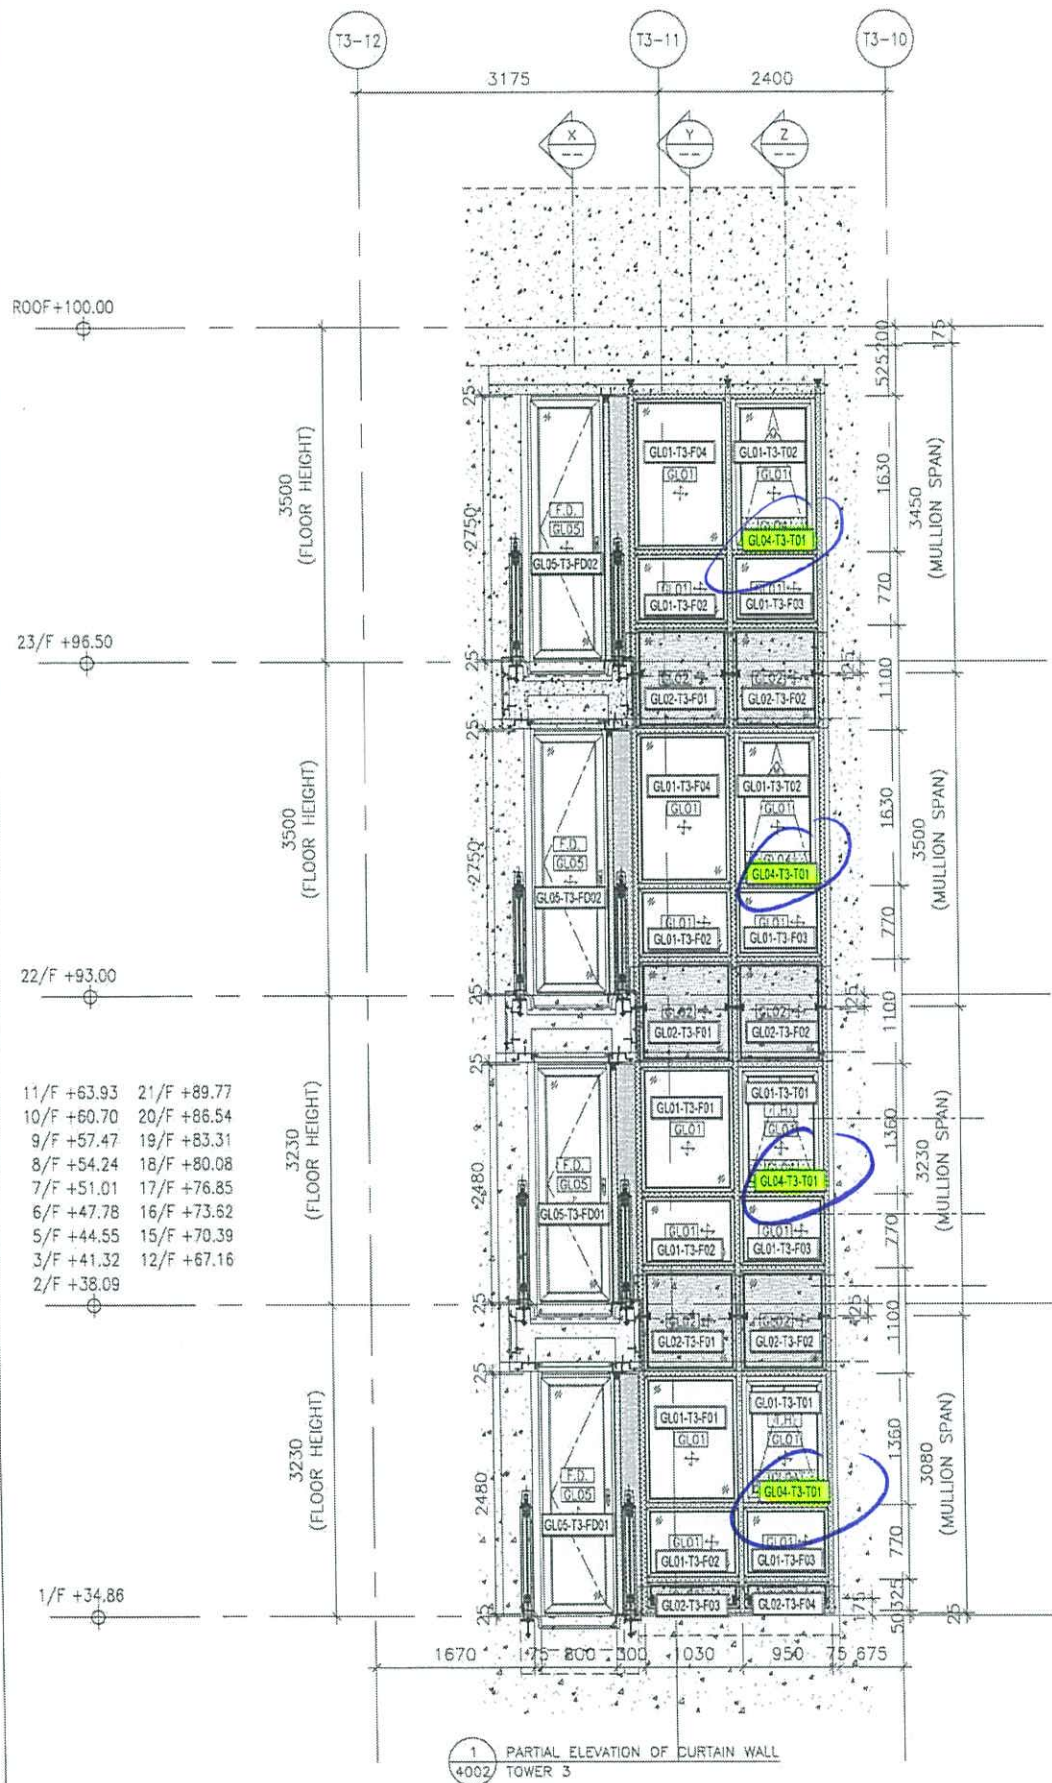 T3-12 T3-11 T3-10
3175 2400
X Y Z
-- -- --
ROOF+100.00
175
525 200
25
3500
(FLOOR HEIGHT)
2750
GL01-T3-F04
GL01
GL01-T3-T02
GL01
1630
3450
(MULLION SPAN)
F.D.
GL05
GL05-T3-FD02
GL04
GL04-T3-T01
GL01
GL01-T3-F02
GL01
GL01-T3-F03
770
23/F +96.50
25
125
GL02
GL02-T3-F01
GL02
GL02-T3-F02
1100
25
3500
(FLOOR HEIGHT)
2750
GL01-T3-F04
GL01
GL01-T3-T02
GL01
1630
3500
(MULLION SPAN)
F.D.
GL05
GL05-T3-FD02
GL04
GL04-T3-T01
GL01
GL01-T3-F02
GL01
GL01-T3-F03
770
22/F +93.00
25
125
GL02
GL02-T3-F01
GL02
GL02-T3-F02
1100
25
11/F +63.93 21/F +89.77
10/F +60.70 20/F +86.54
9/F +57.47 19/F +83.31
8/F +54.24 18/F +80.08
7/F +51.01 17/F +76.85
6/F +47.78 16/F +73.62
5/F +44.55 15/F +70.39
3/F +41.32 12/F +67.16
2/F +38.09
3230
(FLOOR HEIGHT)
2480
GL01-T3-F01
GL01
GL01-T3-T01
GL01
1360
3230
(MULLION SPAN)
F.D.
GL05
GL05-T3-FD01
GL04-T3-T01
GL01
GL01-T3-F02
GL01
GL01-T3-F03
770
25
125
GL02
GL02-T3-F01
GL02
GL02-T3-F02
1100
25
3230
(FLOOR HEIGHT)
2480
GL01-T3-F01
GL01
GL01-T3-T01
GL01
1360
3080
(MULLION SPAN)
F.D.
GL05
GL05-T3-FD01
GL04-T3-T01
GL01
GL01-T3-F02
GL01
GL01-T3-F03
770
1/F +34.86
25
GL02-T3-F03
GL02-T3-F04
175
50 325
25
1670 75 800 300 1030 950 75 675
1
4002
PARTIAL ELEVATION OF CURTAIN WALL
TOWER 3